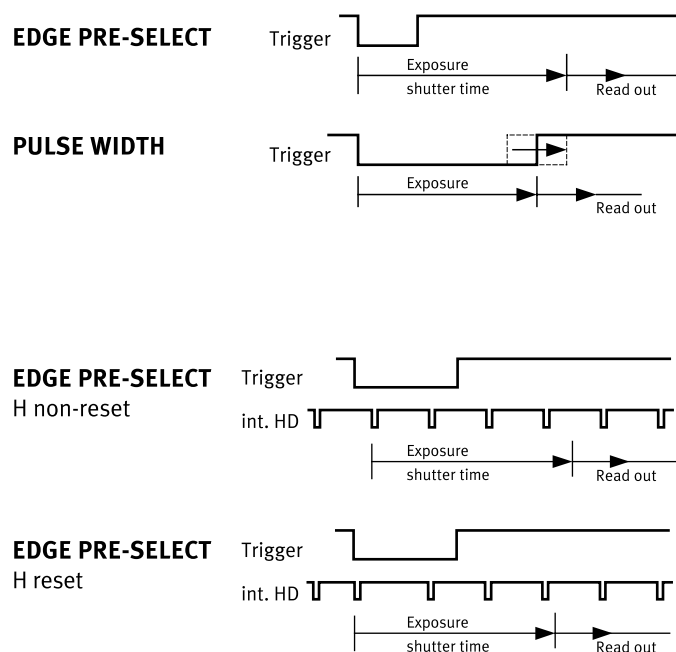 EDGE PRE-SELECT
Trigger
Exposure
shutter time
Read out
PULSE WIDTH
Trigger
Exposure
Read out
EDGE PRE-SELECT
H non-reset
Trigger
int. HD
Exposure
shutter time
Read out
EDGE PRE-SELECT
H reset
Trigger
int. HD
Exposure
shutter time
Read out